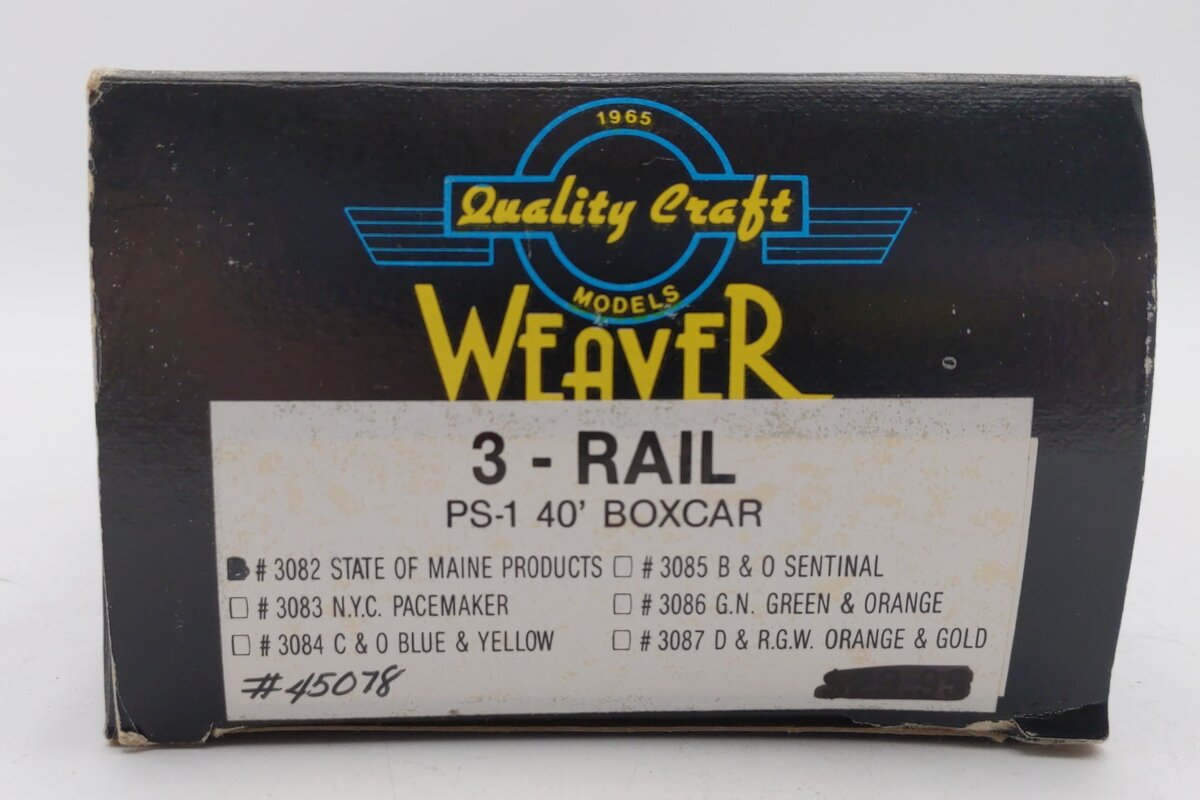 1965
Quality Craft
MODELS
WEAVER
3 - RAIL
PS-1 40' BOXCAR
# 3082 STATE OF MAINE PRODUCTS
# 3083 N.Y.C. PACEMAKER
# 3084 C & O BLUE & YELLOW
# 3085 B & O SENTINAL
# 3086 G.N. GREEN & ORANGE
# 3087 D & R.G.W. ORANGE & GOLD
#45078